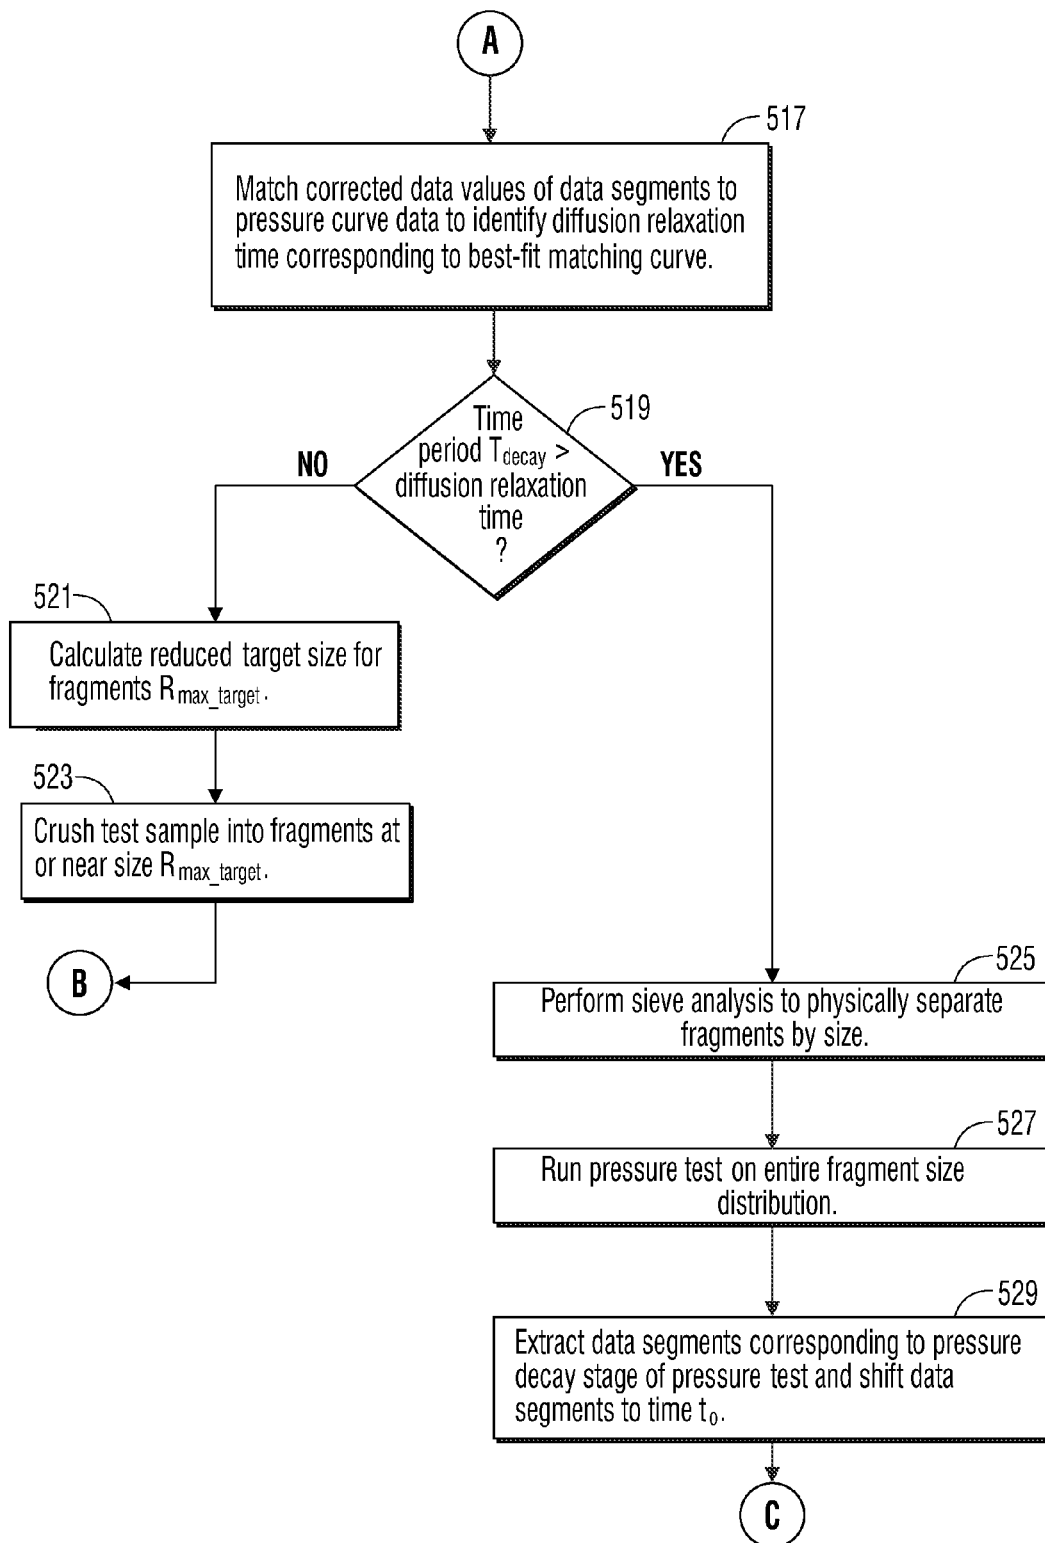 A
517
Match corrected data values of data segments to
pressure curve data to identify diffusion relaxation
time corresponding to best-fit matching curve.
519
Time
period T_decay >
diffusion relaxation
time
?
NO
YES
521
Calculate reduced target size for
fragments R_max_target.
523
Crush test sample into fragments at
or near size R_max_target.
B
525
Perform sieve analysis to physically separate
fragments by size.
527
Run pressure test on entire fragment size
distribution.
529
Extract data segments corresponding to pressure
decay stage of pressure test and shift data
segments to time t₀.
C